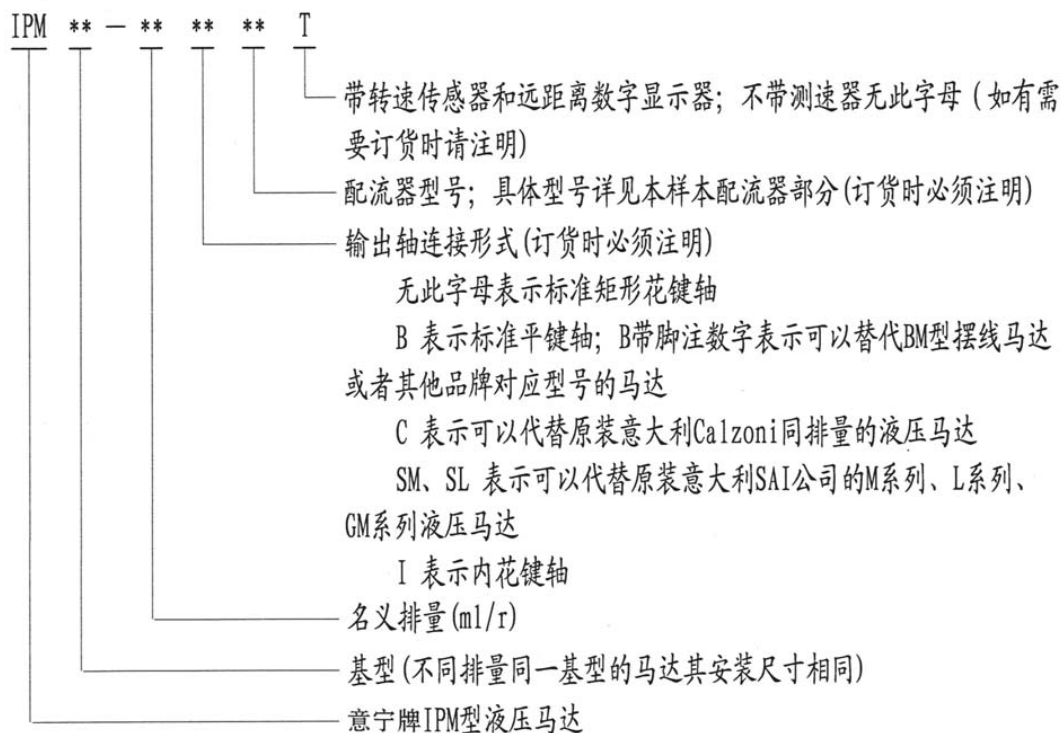 IPM ** — ** ** ** T
带转速传感器和远距离数字显示器；不带测速器无此字母（如有需
要订货时请注明)
配流器型号；具体型号详见本样本配流器部分(订货时必须注明)
输出轴连接形式(订货时必须注明)
无此字母表示标准矩形花键轴
B 表示标准平键轴；B带脚注数字表示可以替代BM型摆线马达
或者其他品牌对应型号的马达
C 表示可以代替原装意大利Calzoni同排量的液压马达
SM、SL 表示可以代替原装意大利SAI公司的M系列、L系列、
GM系列液压马达
I 表示内花键轴
名义排量(ml/r)
基型(不同排量同一基型的马达其安装尺寸相同)
意宁牌IPM型液压马达